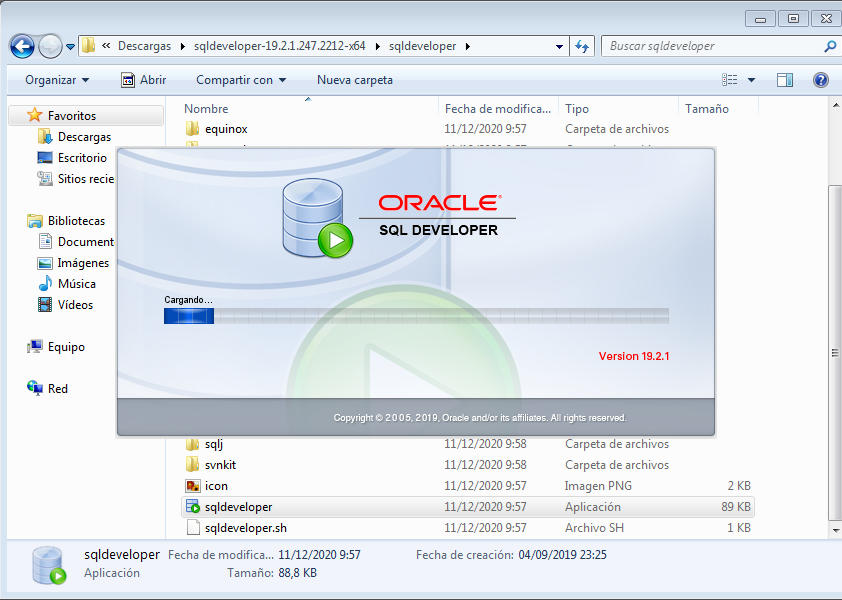 « Descargas ▸ sqldeveloper-19.2.1.247.2212-x64 ▸ sqldeveloper ▸
Buscar sqldeveloper
Organizar Abrir Compartir con Nueva carpeta
Favoritos
Descargas
Escritorio
Sitios recie
Bibliotecas
Document
Imágenes
Música
Vídeos
Equipo
Red
Nombre Fecha de modifica... Tipo Tamaño
equinox 11/12/2020 9:57 Carpeta de archivos
ORACLE®
SQL DEVELOPER
Cargando...
Version 19.2.1
Copyright © 2005, 2019, Oracle and/or its affiliates. All rights reserved.
sqlj 11/12/2020 9:58 Carpeta de archivos
svnkit 11/12/2020 9:58 Carpeta de archivos
icon 11/12/2020 9:57 Imagen PNG 2 KB
sqldeveloper 11/12/2020 9:57 Aplicación 89 KB
sqldeveloper.sh 11/12/2020 9:57 Archivo SH 1 KB
sqldeveloper Fecha de modifica... 11/12/2020 9:57 Fecha de creación: 04/09/2019 23:25
Aplicación Tamaño: 88,8 KB